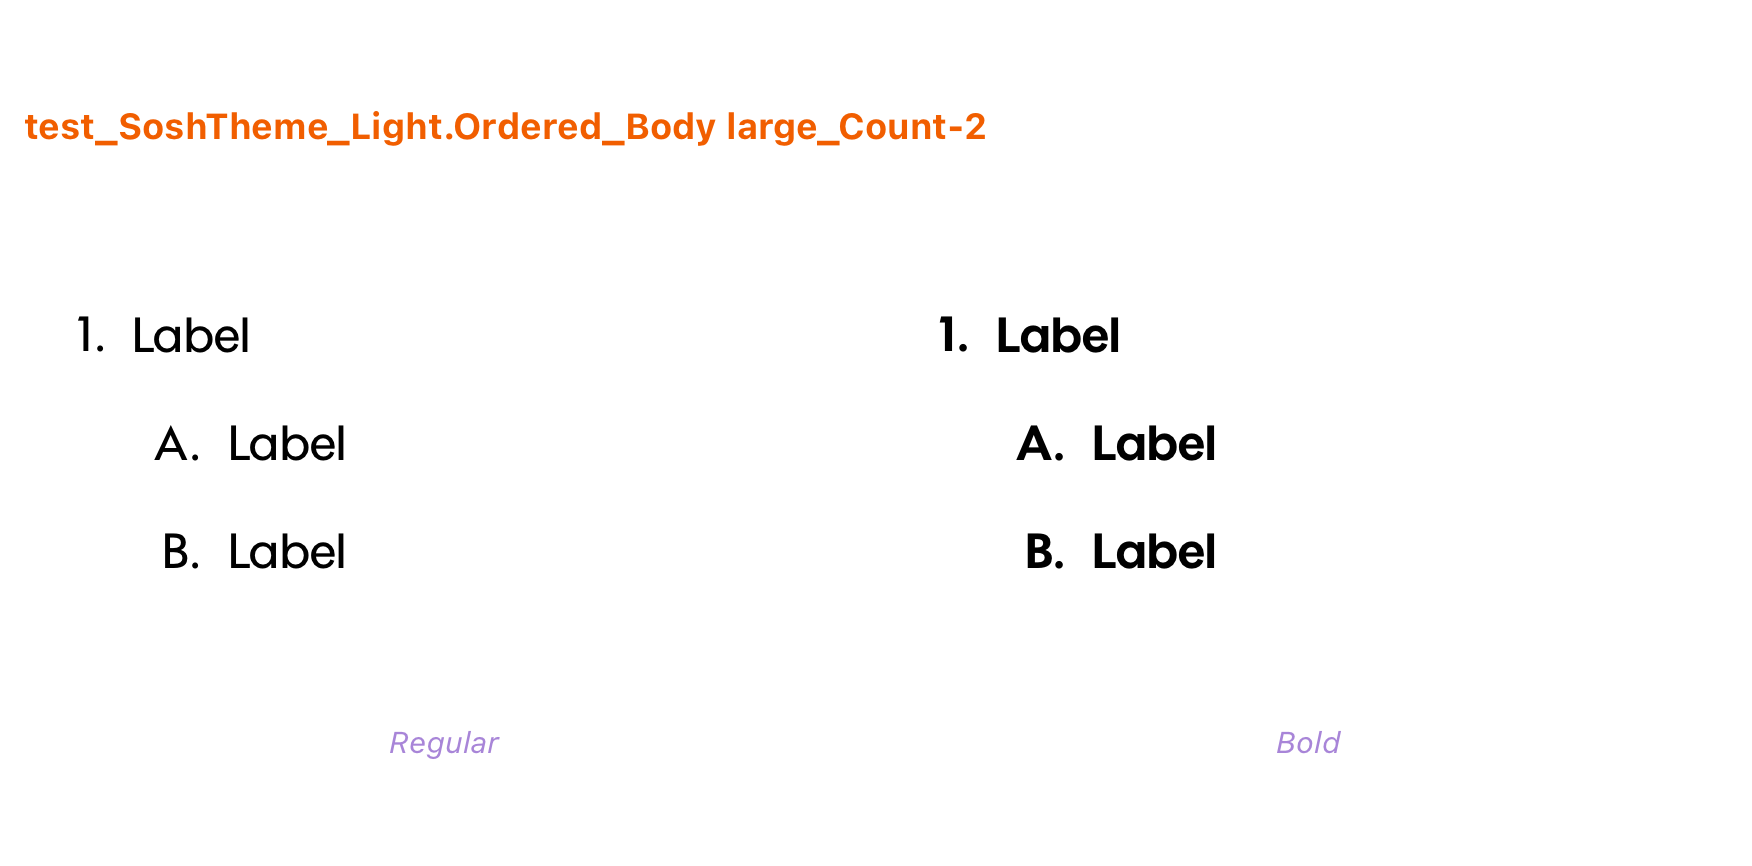 test_SoshTheme_Light.Ordered_Body large_Count-2
1. Label
A. Label
B. Label
Regular
1. Label
A. Label
B. Label
Bold